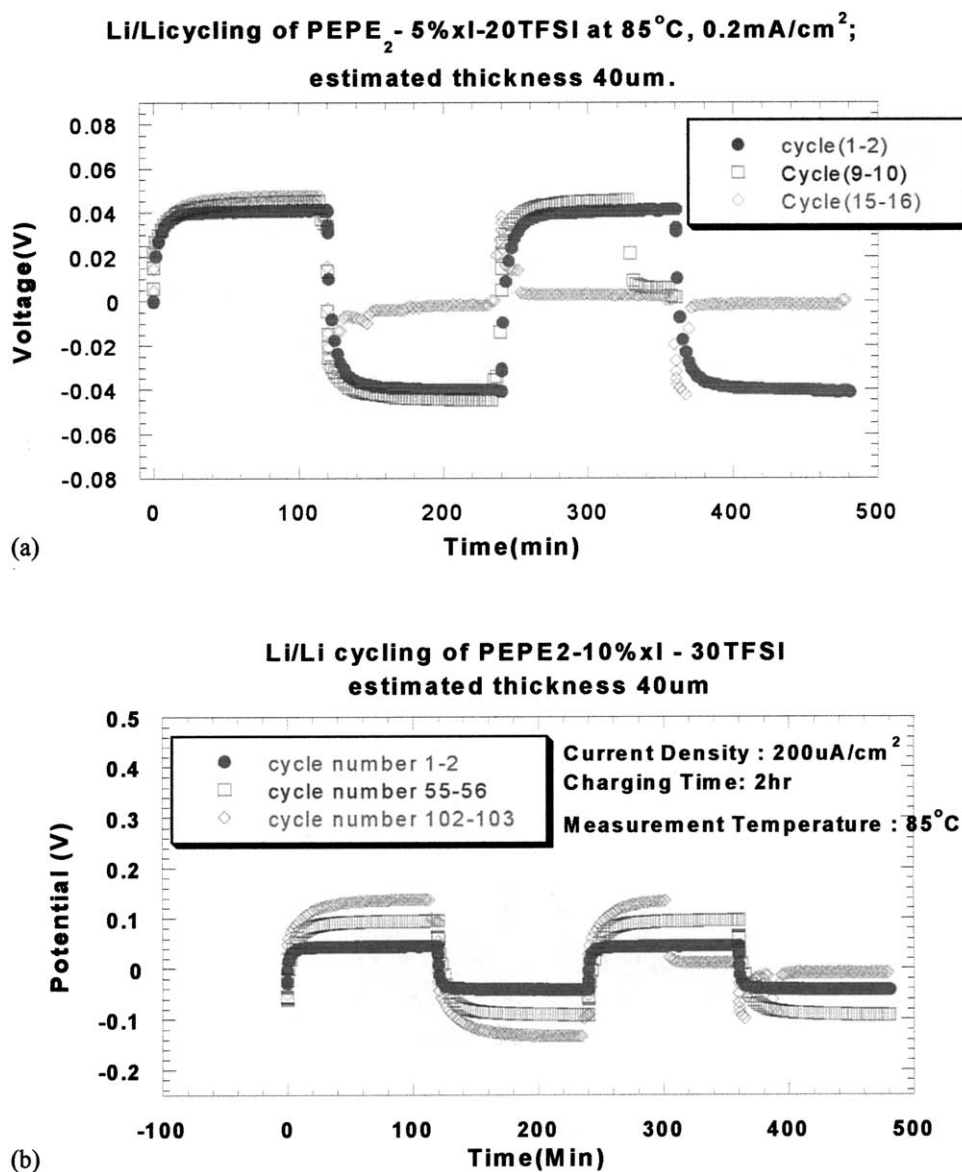 Li/Licycling of PEPE₂- 5%xl-20TFSI at 85°C, 0.2mA/cm²;
estimated thickness 40um.
0.08
0.06
0.04
0.02
0
-0.02
-0.04
-0.06
-0.08
Voltage(V)
cycle(1-2)
Cycle(9-10)
Cycle(15-16)
0
100
200
300
400
500
Time(min)
(a)
Li/Li cycling of PEPE2-10%xl - 30TFSI
estimated thickness 40um
0.5
0.4
0.3
0.2
0.1
0
-0.1
-0.2
Potential (V)
cycle number 1-2
cycle number 55-56
cycle number 102-103
Current Density : 200uA/cm²
Charging Time: 2hr
Measurement Temperature : 85°C
-100
0
100
200
300
400
500
Time(Min)
(b)